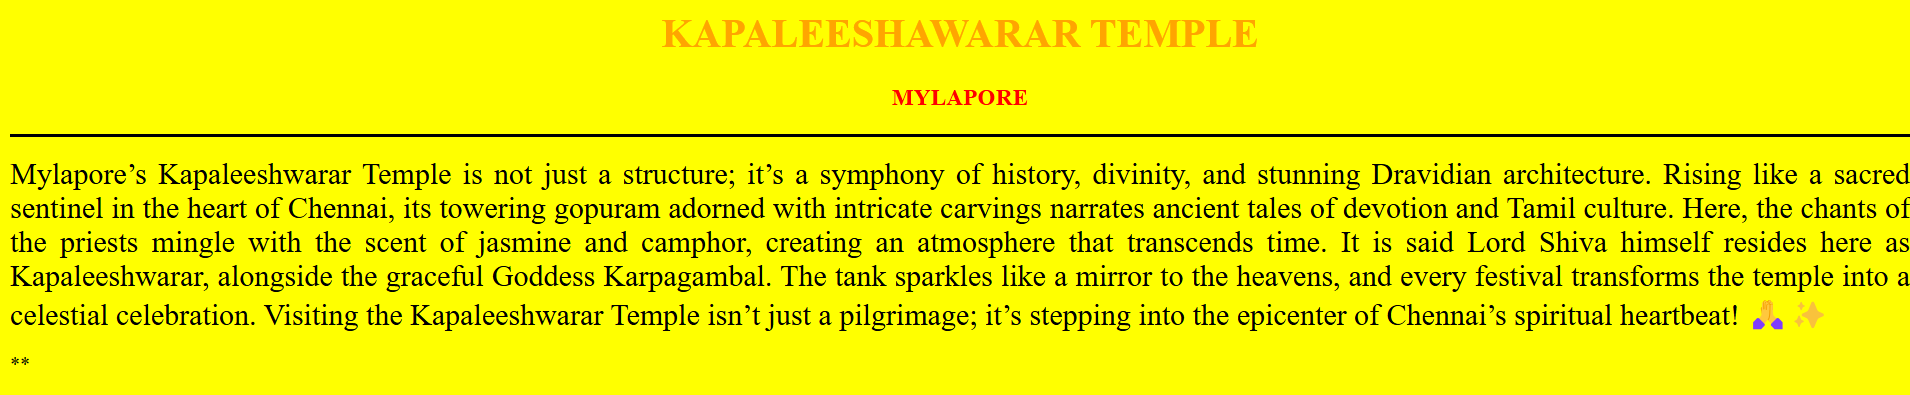 KAPALEESHAWARAR TEMPLE
MYLAPORE
Mylapore’s Kapaleeshwarar Temple is not just a structure; it’s a symphony of history, divinity, and stunning Dravidian architecture. Rising like a sacred
sentinel in the heart of Chennai, its towering gopuram adorned with intricate carvings narrates ancient tales of devotion and Tamil culture. Here, the chants of
the priests mingle with the scent of jasmine and camphor, creating an atmosphere that transcends time. It is said Lord Shiva himself resides here as
Kapaleeshwarar, alongside the graceful Goddess Karpagambal. The tank sparkles like a mirror to the heavens, and every festival transforms the temple into a
celestial celebration. Visiting the Kapaleeshwarar Temple isn’t just a pilgrimage; it’s stepping into the epicenter of Chennai’s spiritual heartbeat! 🙏✨
**